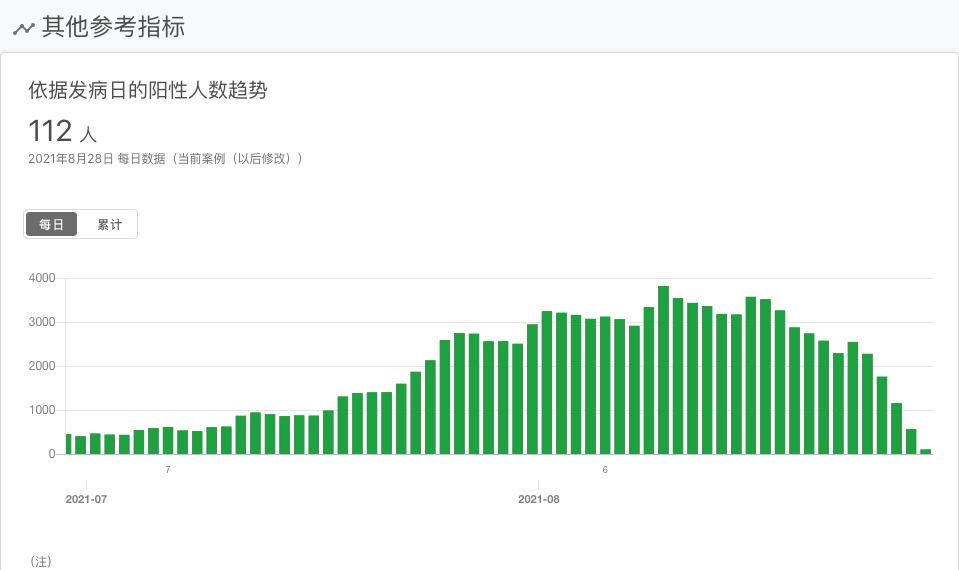 其他参考指标
依据发病日的阳性人数趋势
112 人
2021年8月28日 每日数据（当前案例（以后修改））
每日 累计
4000
3000
2000
1000
0
7 6
2021-07 2021-08
（注）